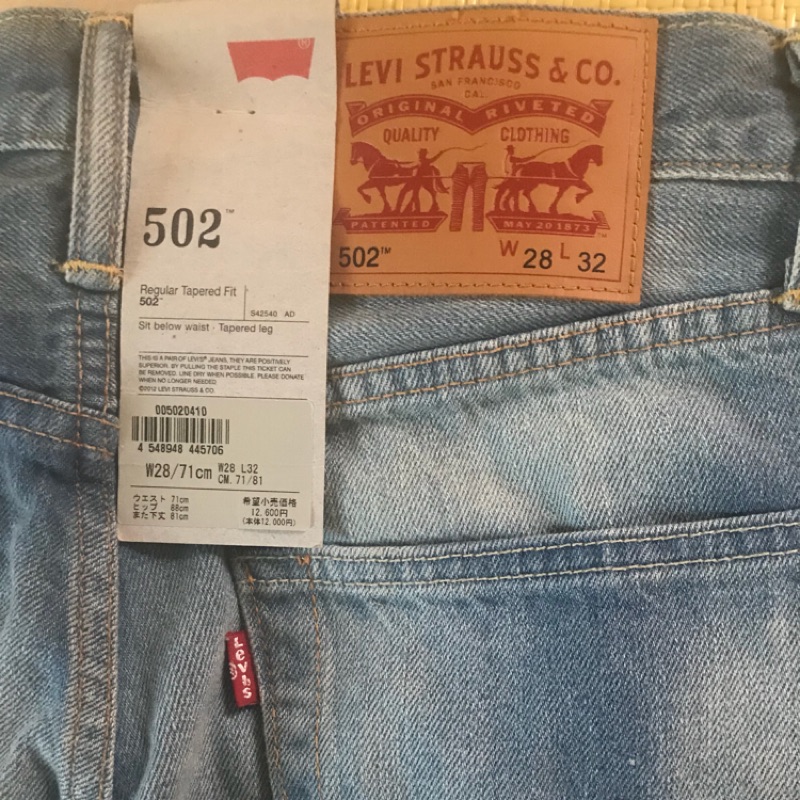 502™
Regular Tapered Fit
502™
S42540 AD
Sit below waist · Tapered leg
THIS IS A PAIR OF LEVI'S® JEANS, THEY ARE POSITIVELY
SUPERIOR. BY PULLING THE STAPLE THIS TICKET CAN
BE REMOVED. LINE DRY WHEN POSSIBLE. PLEASE DONATE
WHEN NO LONGER NEEDED.
©2012 LEVI STRAUSS & CO.
005020410
4 548948 445706
W28/71cm
W28 L32
CM. 71/81
ウエスト 71cm
ヒップ 88cm
また下丈 81cm
希望小売価格
12,600円
(本体12,000円)
LEVI STRAUSS & CO.
SAN FRANCISCO
CAL.
ORIGINAL RIVETED
QUALITY CLOTHING
PATENTED MAY 20 1873
502™ W 28 L 32
Levi's
®